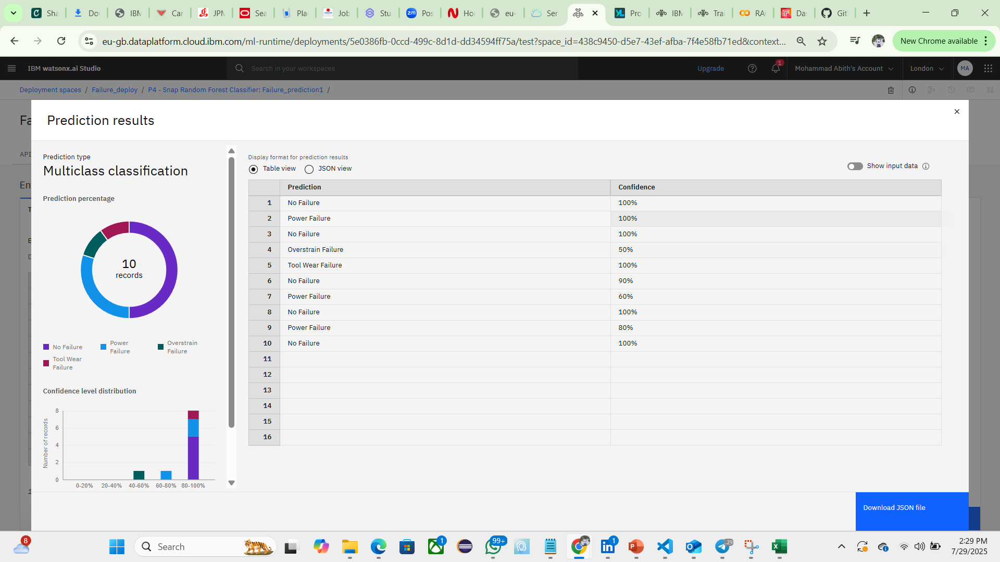 Sha
Dov
IBM
Car
JPM
Sea
Pla
Job
Stu
zm Pos
Hor
eu-
Ser
Pro
IBM
Trai
RAG
Das
Git
eu-gb.dataplatform.cloud.ibm.com/ml-runtime/deployments/5e0386fb-0ccd-499c-8d1d-dd34594ff75a/test?space_id=438c9450-d5e7-43ef-afba-7f4e58fb71ed&context...
New Chrome available
IBM watsonx.ai Studio
Search in your workspaces
Upgrade
1
Mohammad Abith's Account
London
MA
Deployment spaces / Failure_deploy / P4 - Snap Random Forest Classifier: Failure_prediction1 /
Fa
API
En
Prediction results
Prediction type
Multiclass classification
Prediction percentage
10
records
No Failure
Power Failure
Overstrain Failure
Tool Wear Failure
Confidence level distribution
Number of records
8
6
4
2
0
0-20% 20-40% 40-60% 60-80% 80-100%
Display format for prediction results
Table view JSON view
Show input data
Prediction Confidence
1 No Failure 100%
2 Power Failure 100%
3 No Failure 100%
4 Overstrain Failure 50%
5 Tool Wear Failure 100%
6 No Failure 90%
7 Power Failure 60%
8 No Failure 100%
9 Power Failure 80%
10 No Failure 100%
11
12
13
14
15
16
Download JSON file
8
Search
1
99+
1
29
2:29 PM
7/29/2025